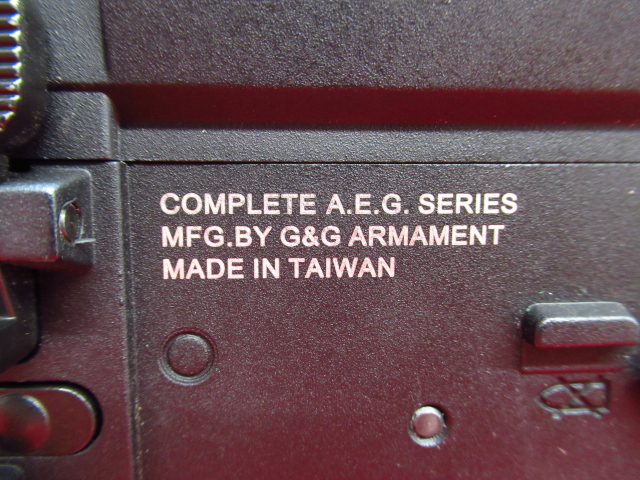 COMPLETE A.E.G. SERIES
MFG.BY G&G ARMAMENT
MADE IN TAIWAN